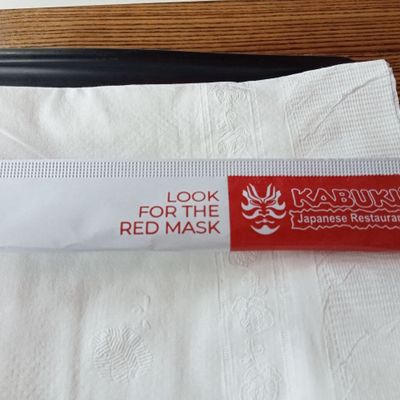 LOOK
FOR THE
RED MASK
KABUKI
Japanese Restaurant